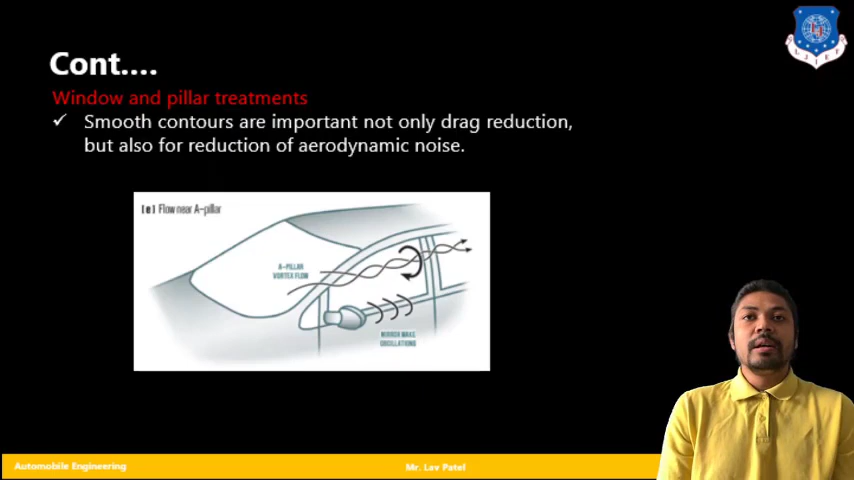 Cont....
Window and pillar treatments
✓ Smooth contours are important not only drag reduction,
but also for reduction of aerodynamic noise.
[e] Flow near A-pillar
A-PILLAR
VORTEX FLOW
MIRROR WAKE
OSCILLATIONS
Automobile Engineering
Mr. Lav Patel